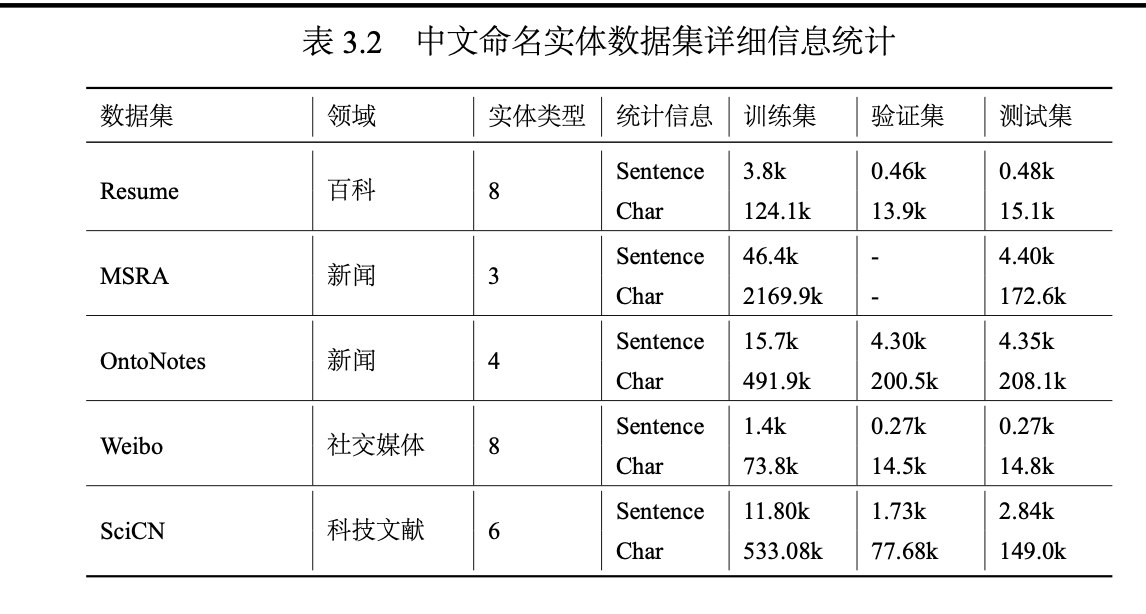 表 3.2 中文命名实体数据集详细信息统计
数据集 领域 实体类型 统计信息 训练集 验证集 测试集
Resume 百科 8 Sentence 3.8k 0.46k 0.48k
Char 124.1k 13.9k 15.1k
MSRA 新闻 3 Sentence 46.4k - 4.40k
Char 2169.9k - 172.6k
OntoNotes 新闻 4 Sentence 15.7k 4.30k 4.35k
Char 491.9k 200.5k 208.1k
Weibo 社交媒体 8 Sentence 1.4k 0.27k 0.27k
Char 73.8k 14.5k 14.8k
SciCN 科技文献 6 Sentence 11.80k 1.73k 2.84k
Char 533.08k 77.68k 149.0k